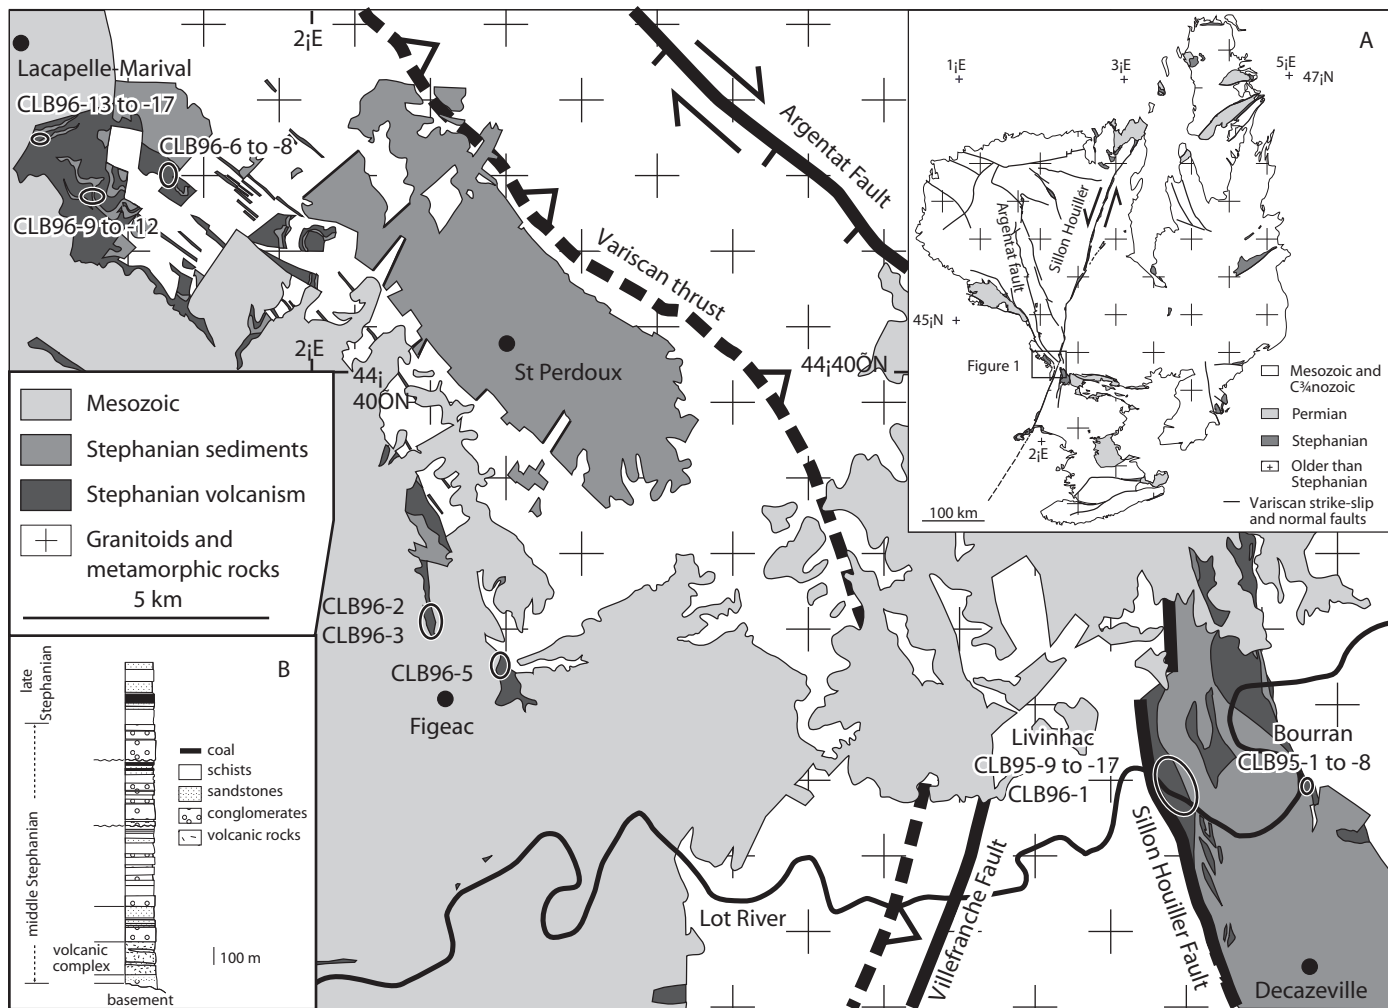 2¡E
Lacapelle-Marival
CLB96-13 to -17
CLB96-6 to -8
CLB96-9 to -12
Argentat Fault
Variscan thrust
2¡E
44¡
40ÕN
St Perdoux
44¡40ÕN
A
1¡E
3¡E
5¡E
47¡N
Sillon Houillér
Argentat fault
45¡N
Figure 1
2¡E
100 km
Mesozoic and
C¾nozoic
Permian
Stephanian
Older than
Stephanian
Variscan strike-slip
and normal faults
Mesozoic
Stephanian sediments
Stephanian volcanism
Granitoids and
metamorphic rocks
5 km
CLB96-2
CLB96-3
CLB96-5
Figeac
Livinhac
CLB95-9 to -17
CLB96-1
Bourran
CLB95-1 to -8
Sillon Houiller Fault
Villefranche Fault
Lot River
Decazeville
B
late
Stephanian
middle Stephanian
coal
schists
sandstones
conglomerates
volcanic rocks
volcanic
complex
100 m
basement